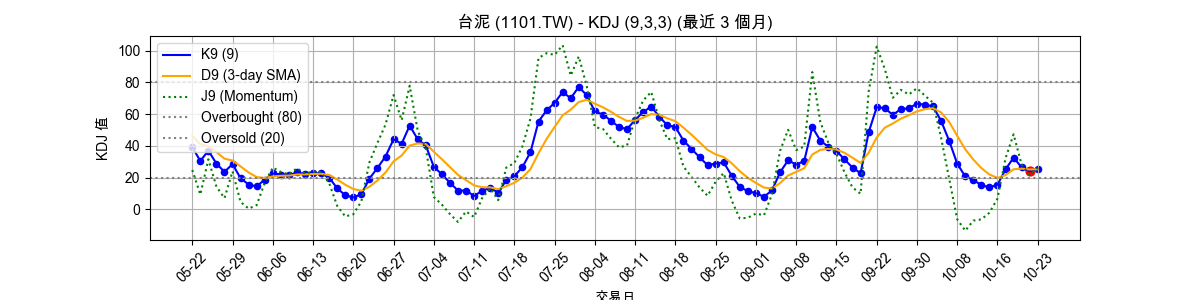 台泥 (1101.TW) - KDJ (9,3,3) (最近 3 個月)
K9 (9)
D9 (3-day SMA)
J9 (Momentum)
Overbought (80)
Oversold (20)
KDJ 值
100
80
60
40
20
0
05-22 05-29 06-06 06-13 06-20 06-27 07-04 07-11 07-18 07-25 08-04 08-11 08-18 08-25 09-01 09-08 09-15 09-22 09-30 10-08 10-16 10-23
交易日